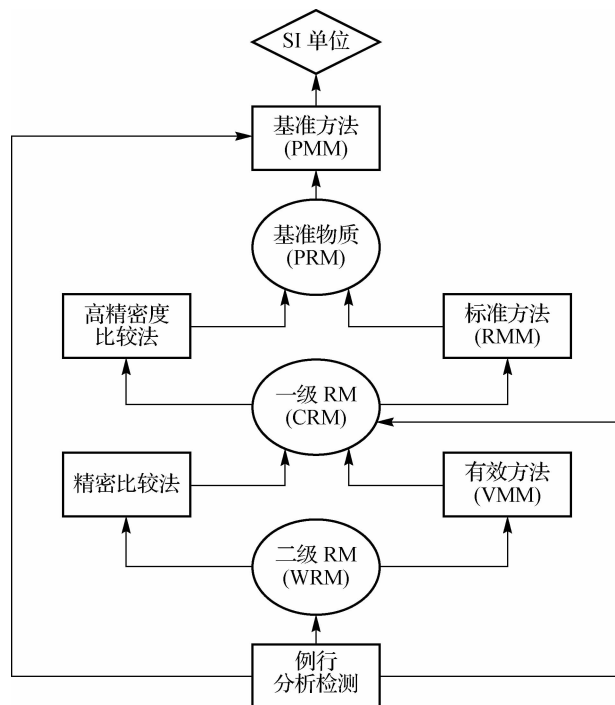 SI 单位
基准方法
(PMM)
基准物质
(PRM)
高精密度
比较法
标准方法
(RMM)
一级 RM
(CRM)
精密比较法
有效方法
(VMM)
二级 RM
(WRM)
例行
分析检测